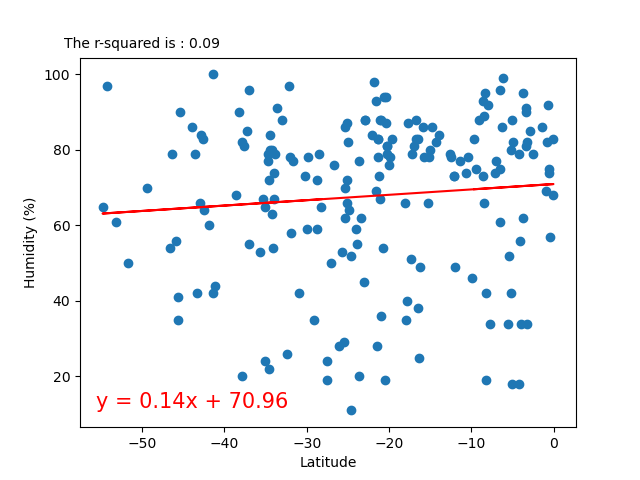 The r-squared is : 0.09
100
80
60
40
20
Humidity (%)
y = 0.14x + 70.96
−50 −40 −30 −20 −10 0
Latitude